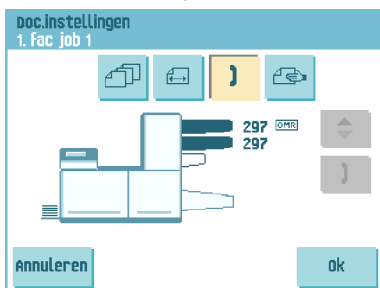 Doc.instellingen
1. Fac job 1
297 OMR
297
Annuleren
Ok